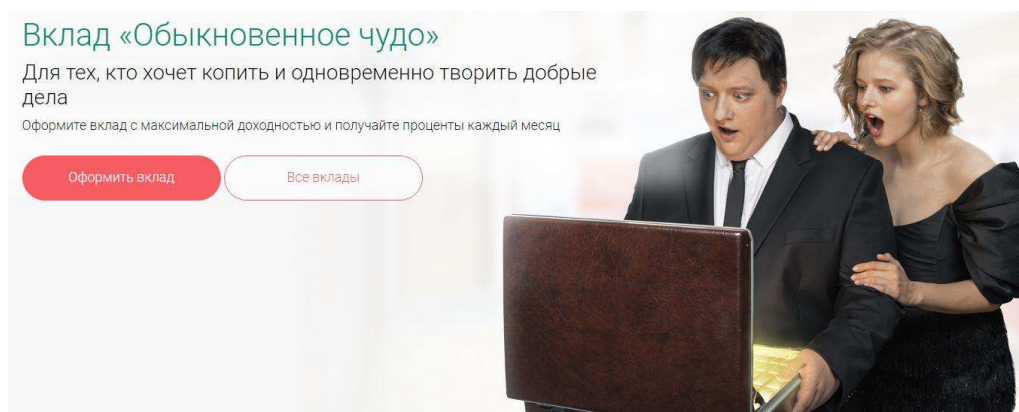 Вклад «Обыкновенное чудо»
Для тех, кто хочет копить и одновременно творить добрые
дела
Оформите вклад с максимальной доходностью и получайте проценты каждый месяц
Оформить вклад
Все вклады